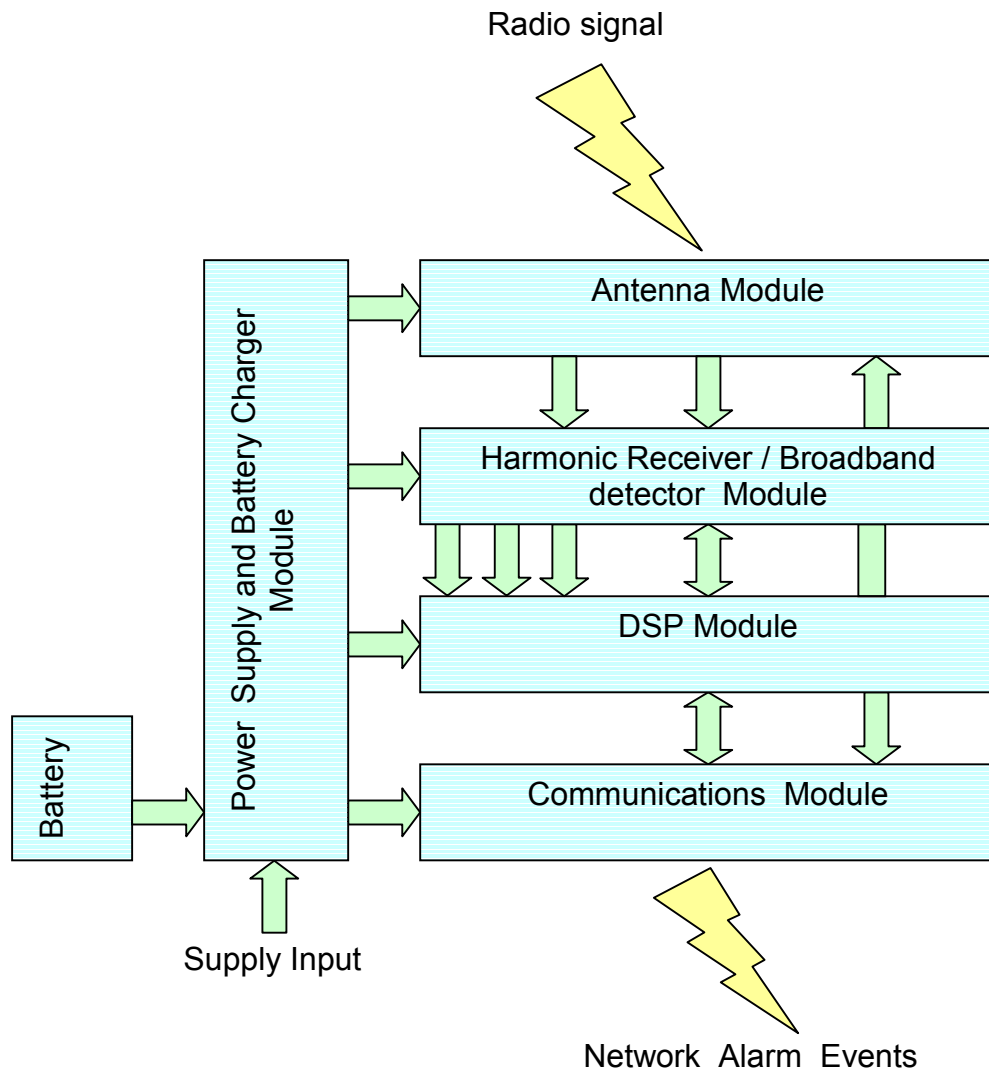 Radio signal
Antenna Module
Harmonic Receiver / Broadband
detector Module
DSP Module
Communications Module
Power Supply and Battery Charger
Module
Battery
Supply Input
Network Alarm Events